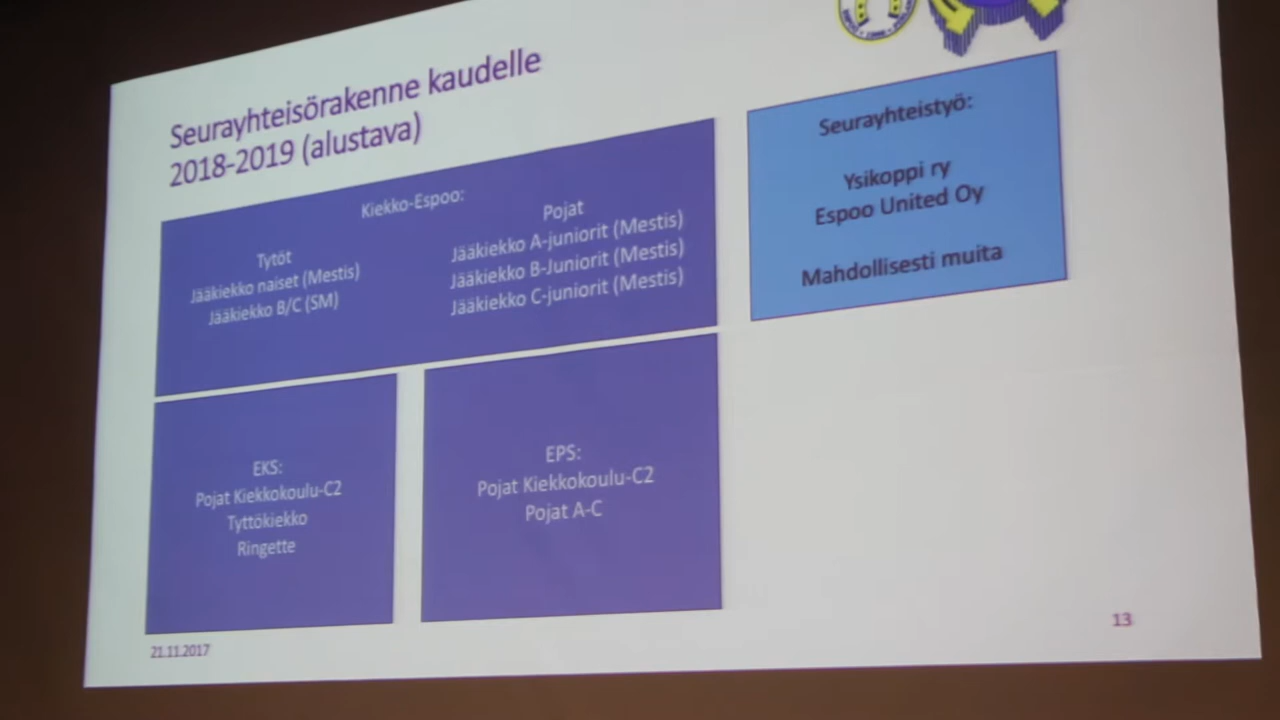 Seurayhteisörakenne kaudelle
2018-2019 (alustava)
Kiekko-Espoo:
Tytöt
Jääkiekko naiset (Mestis)
Jääkiekko B/C (SM)
Pojat
Jääkiekko A-juniorit (Mestis)
Jääkiekko B-Juniorit (Mestis)
Jääkiekko C-juniorit (Mestis)
Seurayhteistyö:
Ysikoppi ry
Espoo United Oy
Mahdollisesti muita
EKS:
Pojat Kiekkokoulu-C2
Tyttökiekko
Ringette
EPS:
Pojat Kiekkokoulu-C2
Pojat A-C
21.11.2017
13